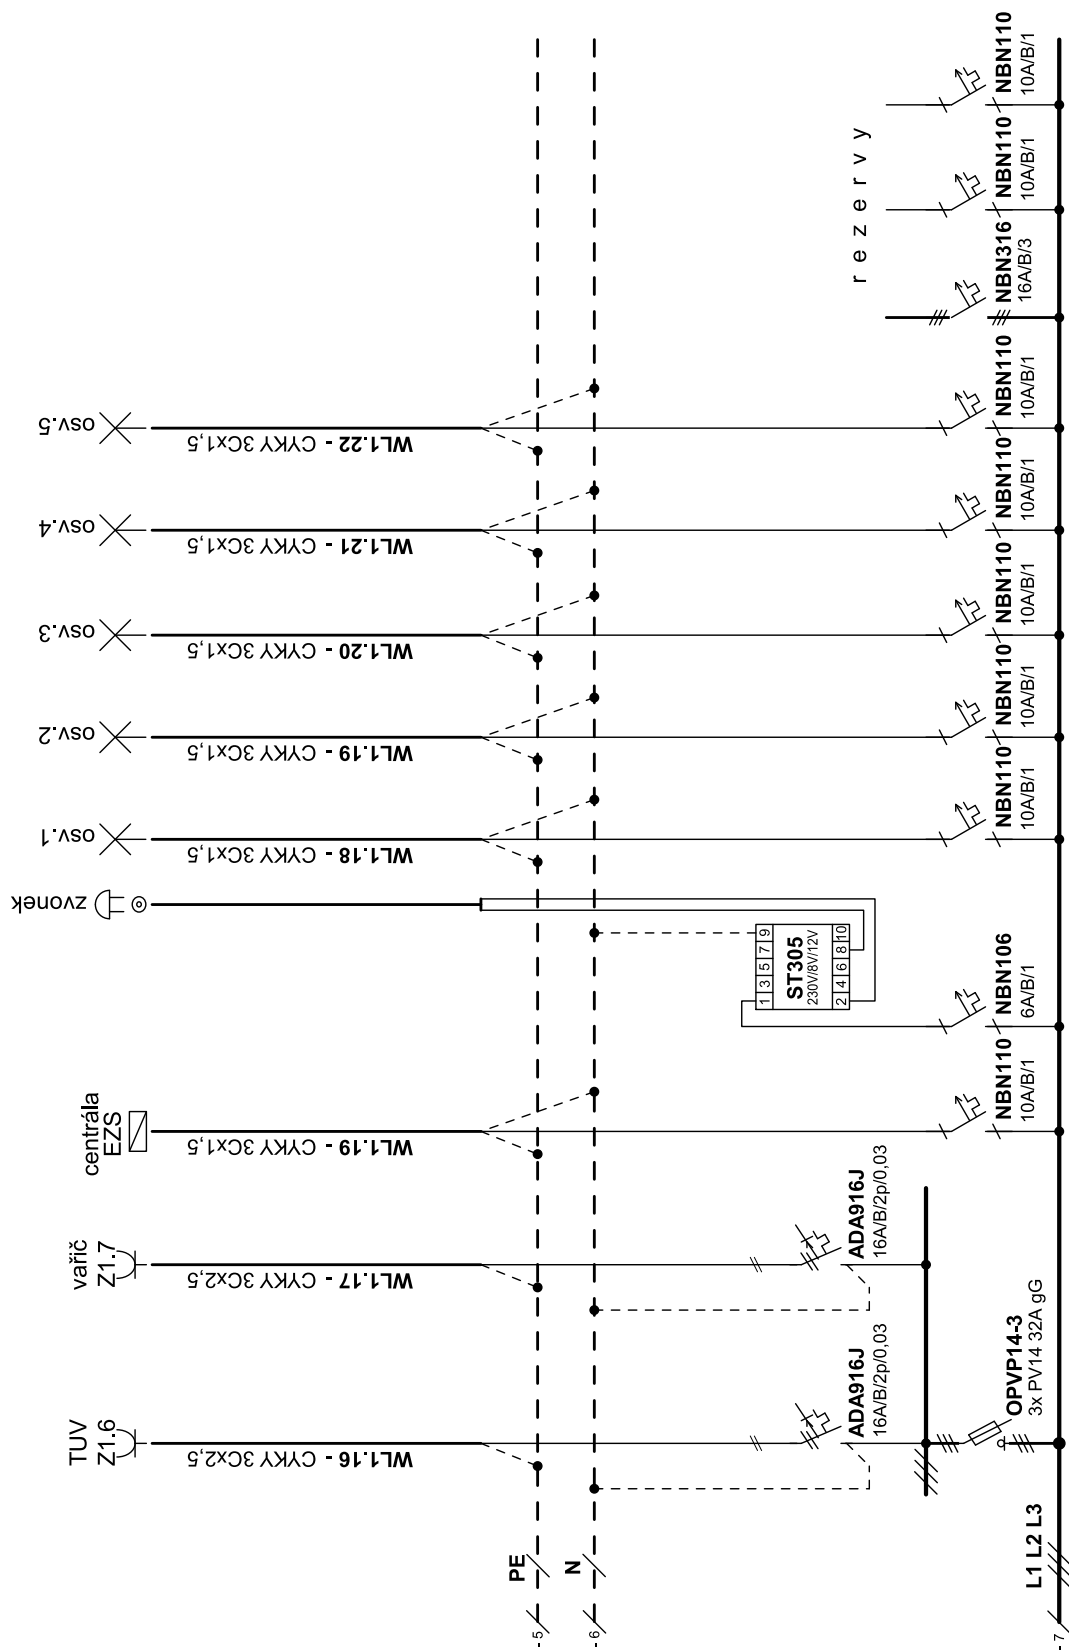 TUV
Z1.6
WL1.16 - CYKY 3Cx2,5
ADA916J
16A/B/2p/0,03
OPVP14-3
3x PV14 32A gG
vařič
Z1.7
WL1.17 - CYKY 3Cx2,5
ADA916J
16A/B/2p/0,03
centrála
EZS
WL1.19 - CYKY 3Cx1,5
NBN110
10A/B/1
zvonek
1 3 5 7 9
ST305
230V/8V/12V
2 4 6 8 10
NBN106
6A/B/1
osv.1
WL1.18 - CYKY 3Cx1,5
NBN110
10A/B/1
osv.2
WL1.19 - CYKY 3Cx1,5
NBN110
10A/B/1
osv.3
WL1.20 - CYKY 3Cx1,5
NBN110
10A/B/1
osv.4
WL1.21 - CYKY 3Cx1,5
NBN110
10A/B/1
osv.5
WL1.22 - CYKY 3Cx1,5
NBN110
10A/B/1
rezervy
NBN316
16A/B/3
NBN110
10A/B/1
NBN110
10A/B/1
PE
N
L1 L2 L3
- 5
- 6
- 7